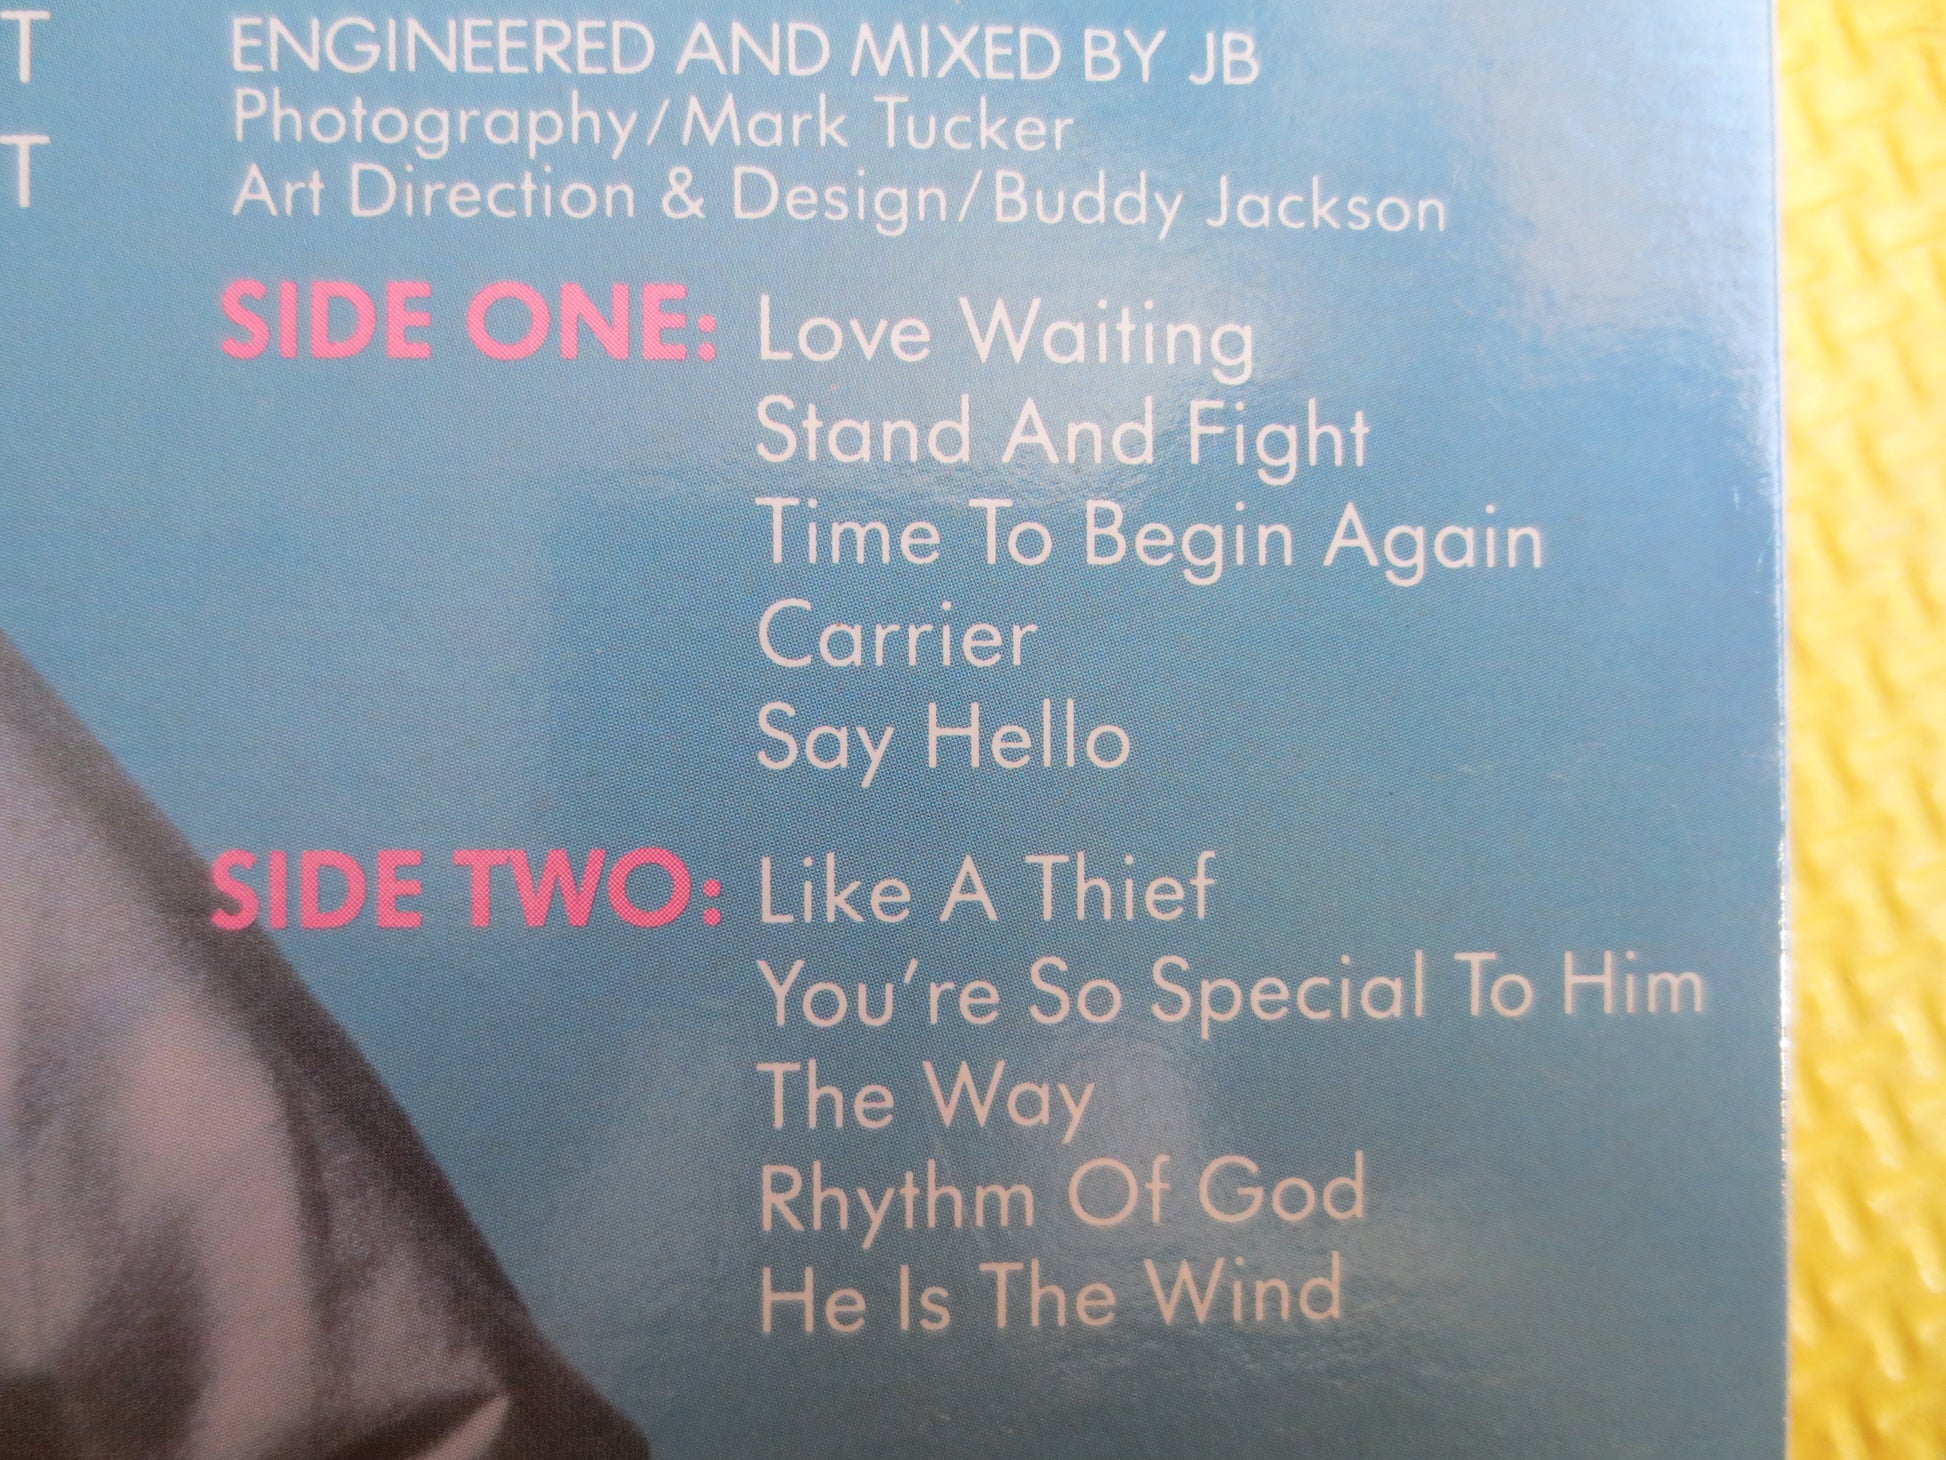 T
ENGINEERED AND MIXED BY JB
Photography/Mark Tucker
T
Art Direction & Design/Buddy Jackson
SIDE ONE: Love Waiting
Stand And Fight
Time To Begin Again
Carrier
Say Hello
SIDE TWO: Like A Thief
You're So Special To Him
The Way
Rhythm Of God
He Is The Wind